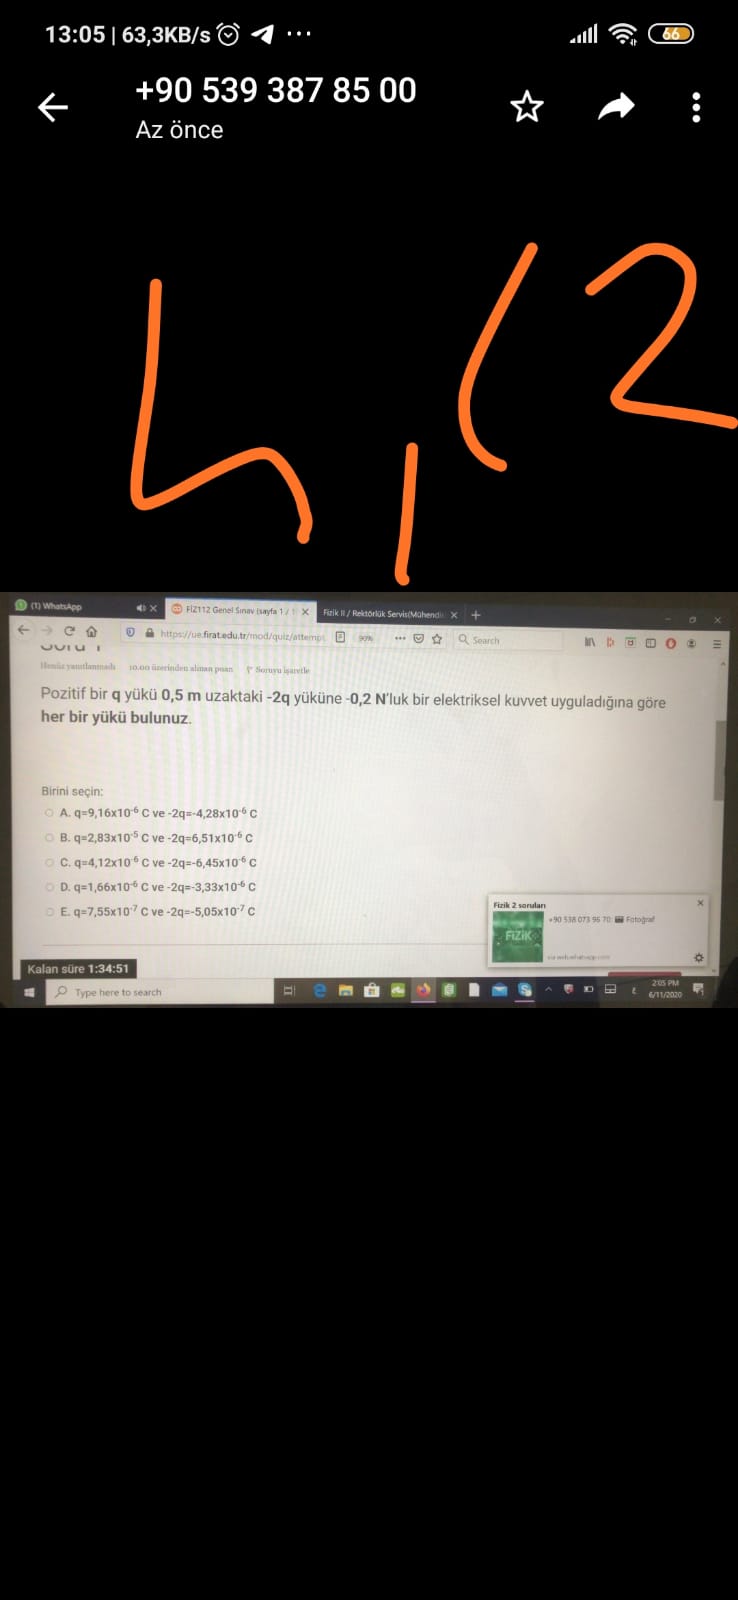 13:05 | 63,3KB/s ...
66
+90 539 387 85 00
Az önce
4,12
(1) WhatsApp
FİZ112 Genel Sınav (sayfa 1 /
Fizik II / Rektörlük Servis(Mühendis
https://ue.firat.edu.tr/mod/quiz/attempt
90%
Search
Soru 1
Henüz yanıtlanmadı
10.00 üzerinden alınan puan
Soruyu işaretle
Pozitif bir q yükü 0,5 m uzaktaki -2q yüküne -0,2 N'luk bir elektriksel kuvvet uyguladığına göre
her bir yükü bulunuz.
Birini seçin:
A. q=9,16x10-6 C ve -2q=-4,28x10-6 C
B. q=2,83x10-5 C ve -2q=6,51x10-6 C
C. q=4,12x10-6 C ve -2q=-6,45x10-6 C
D. q=1,66x10-6 C ve -2q=-3,33x10-6 C
E. q=7,55x10-7 C ve -2q=-5,05x10-7 C
Fizik 2 soruları
+90 538 073 96 70: Fotoğraf
FİZİK
via web.whatsapp.com
Kalan süre 1:34:51
Type here to search
2:05 PM
6/11/2020